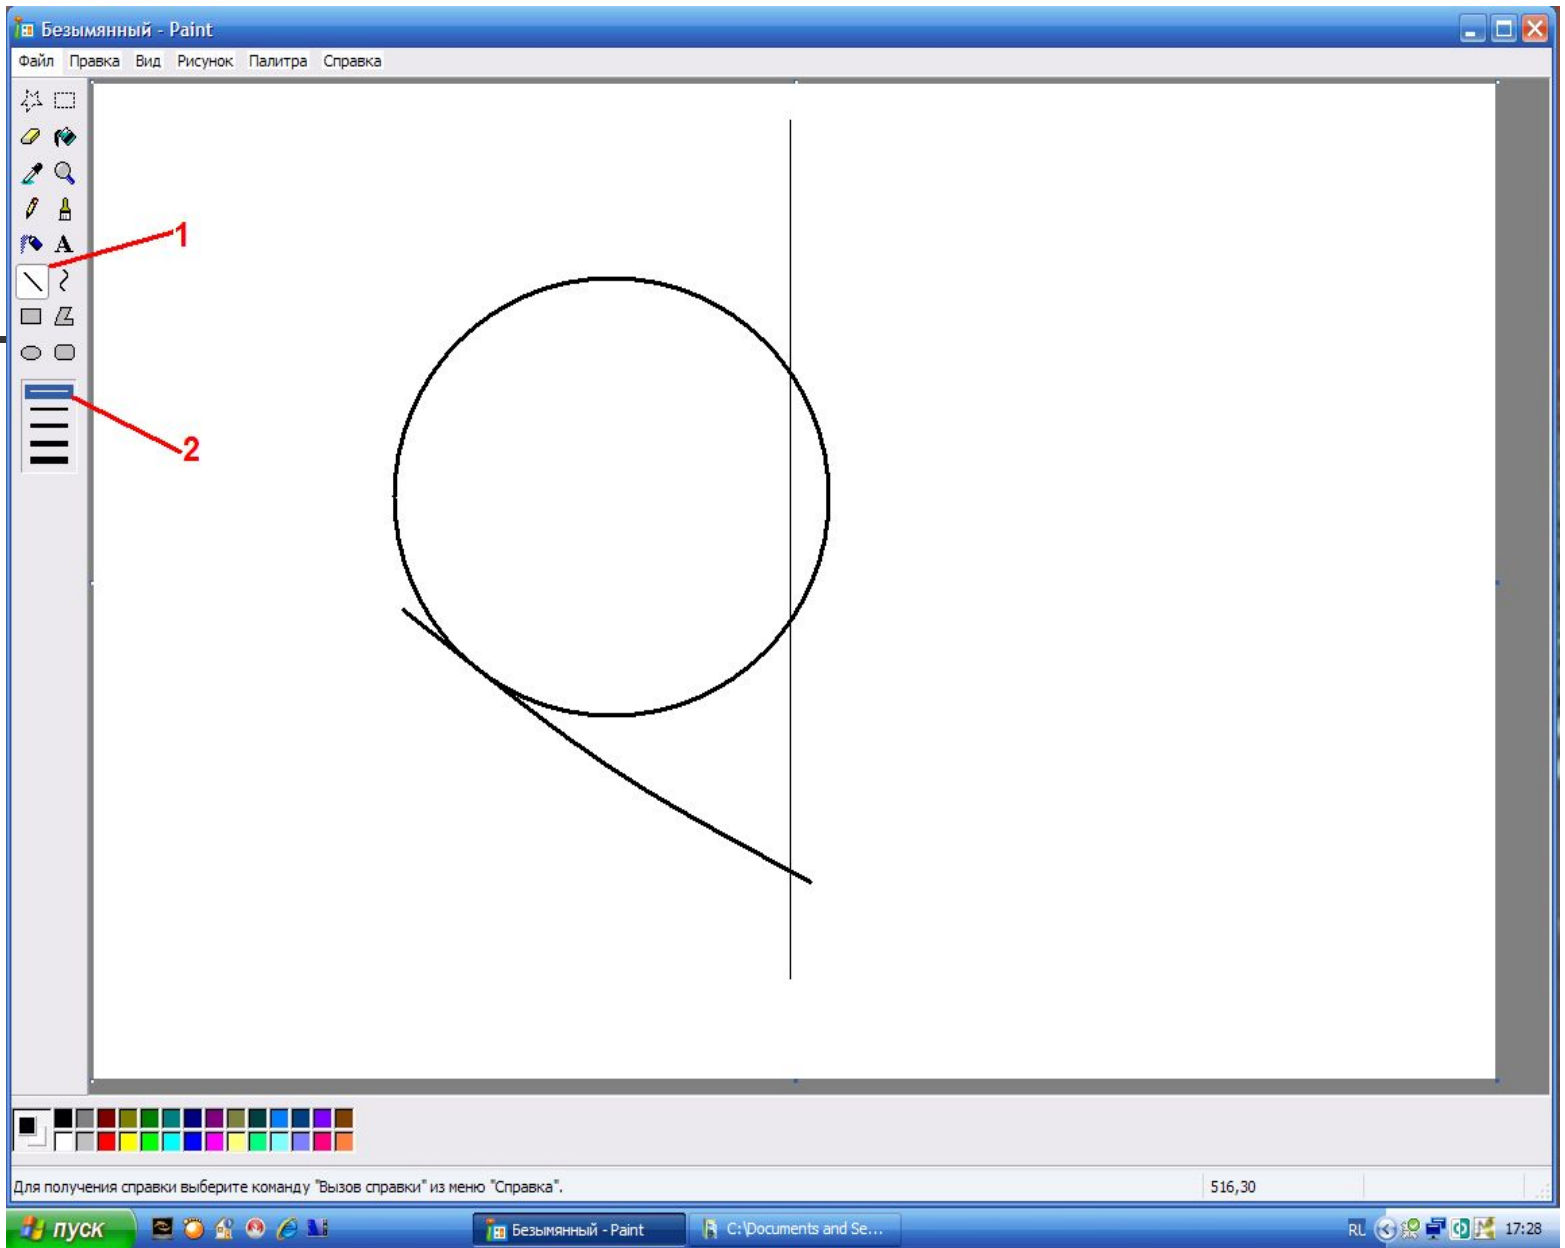 Безымянный - Paint
Файл Правка Вид Рисунок Палитра Справка
A
1
2
Для получения справки выберите команду "Вызов справки" из меню "Справка".
516,30
пуск
Безымянный - Paint
C:\Documents and Se...
RU
17:28